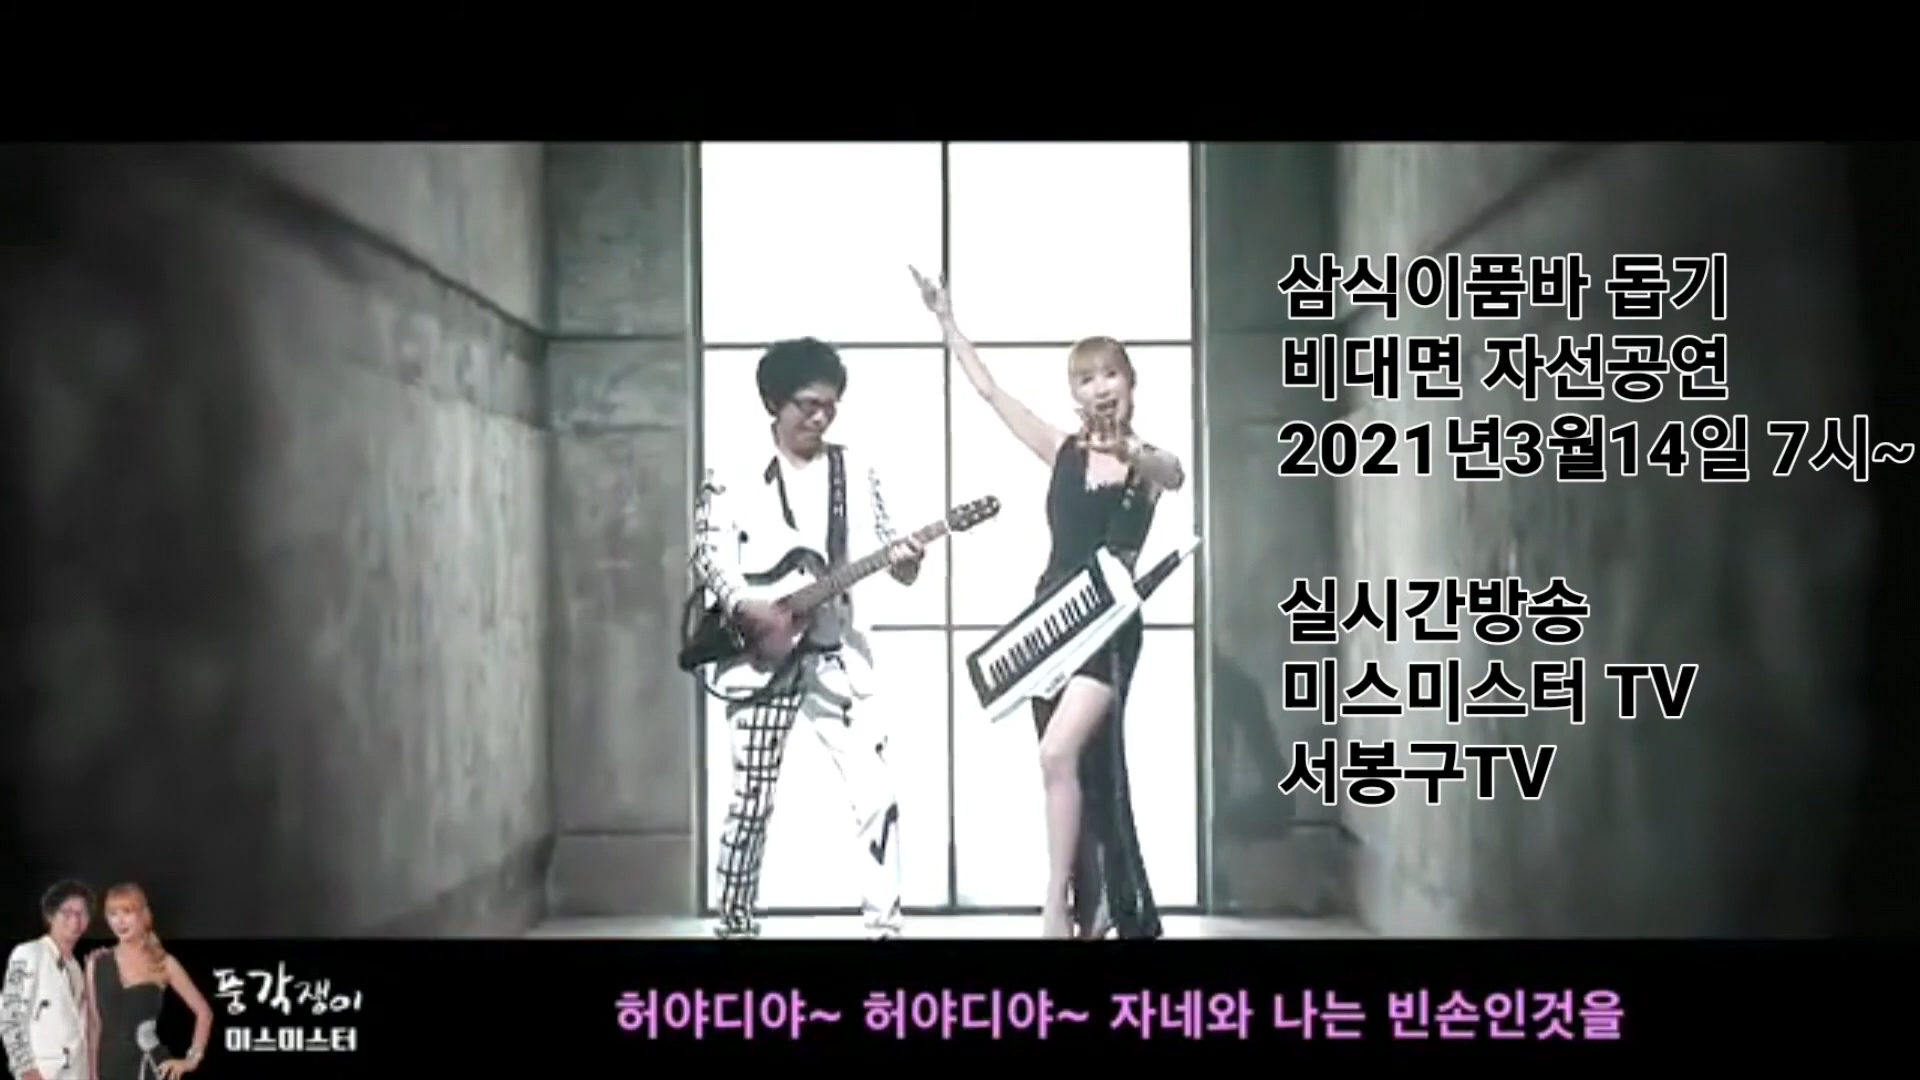 삼식이품바 돕기
비대면 자선공연
2021년3월14일 7시~
실시간방송
미스미스터 TV
서봉구TV
풍각쟁이
미스미스터
허야디야~ 허야디야~ 자네와 나는 빈손인것을